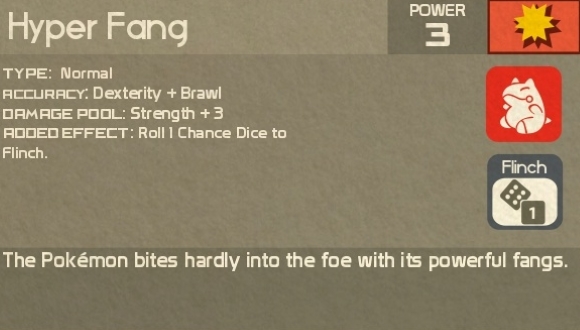 Hyper Fang
POWER
3
TYPE: Normal
ACCURACY: Dexterity + Brawl
DAMAGE POOL: Strength + 3
ADDED EFFECT: Roll 1 Chance Dice to
Flinch.
Flinch
1
The Pokémon bites hardly into the foe with its powerful fangs.